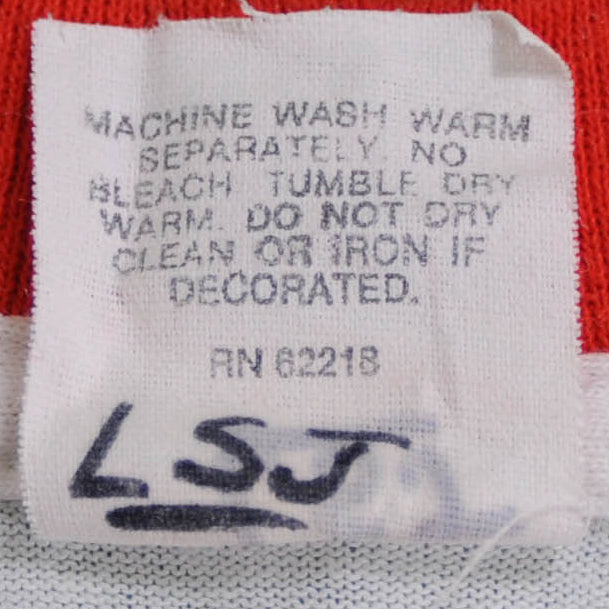 MACHINE WASH WARM
SEPARATELY. NO
BLEACH. TUMBLE DRY
WARM. DO NOT DRY
CLEAN OR IRON IF
DECORATED.
RN 62218
LSJ